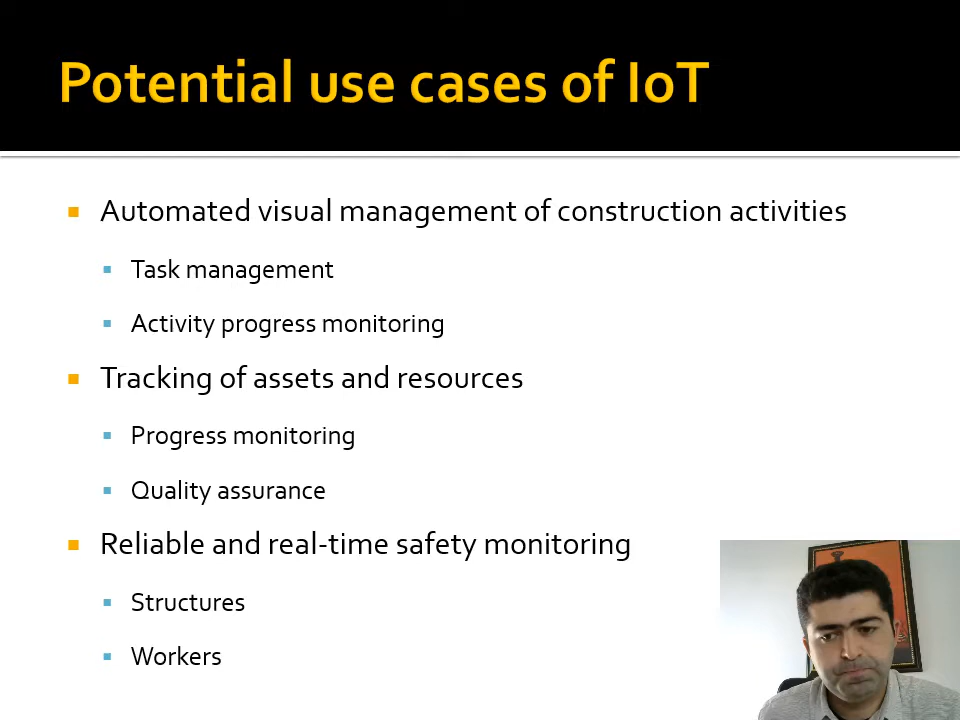 Potential use cases of IoT
Automated visual management of construction activities
Task management
Activity progress monitoring
Tracking of assets and resources
Progress monitoring
Quality assurance
Reliable and real-time safety monitoring
Structures
Workers